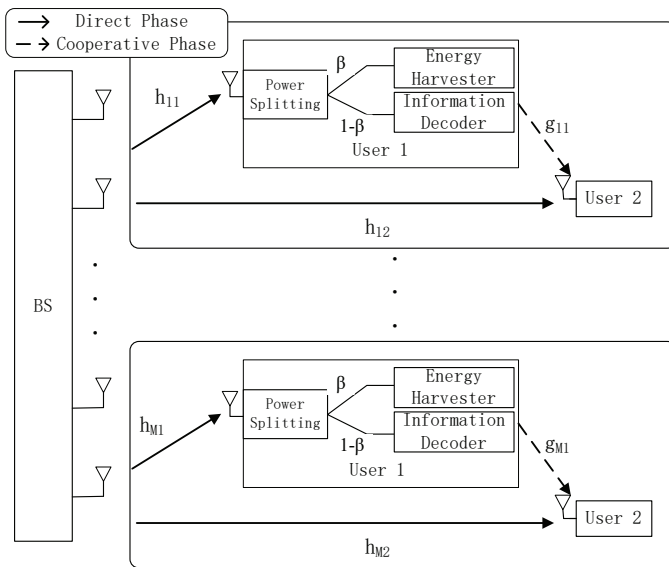 Direct Phase
Cooperative Phase
BS
h11
Power
Splitting
β
1-β
Energy
Harvester
Information
Decoder
User 1
g11
User 2
h12
hM1
Power
Splitting
β
1-β
Energy
Harvester
Information
Decoder
User 1
gM1
User 2
hM2